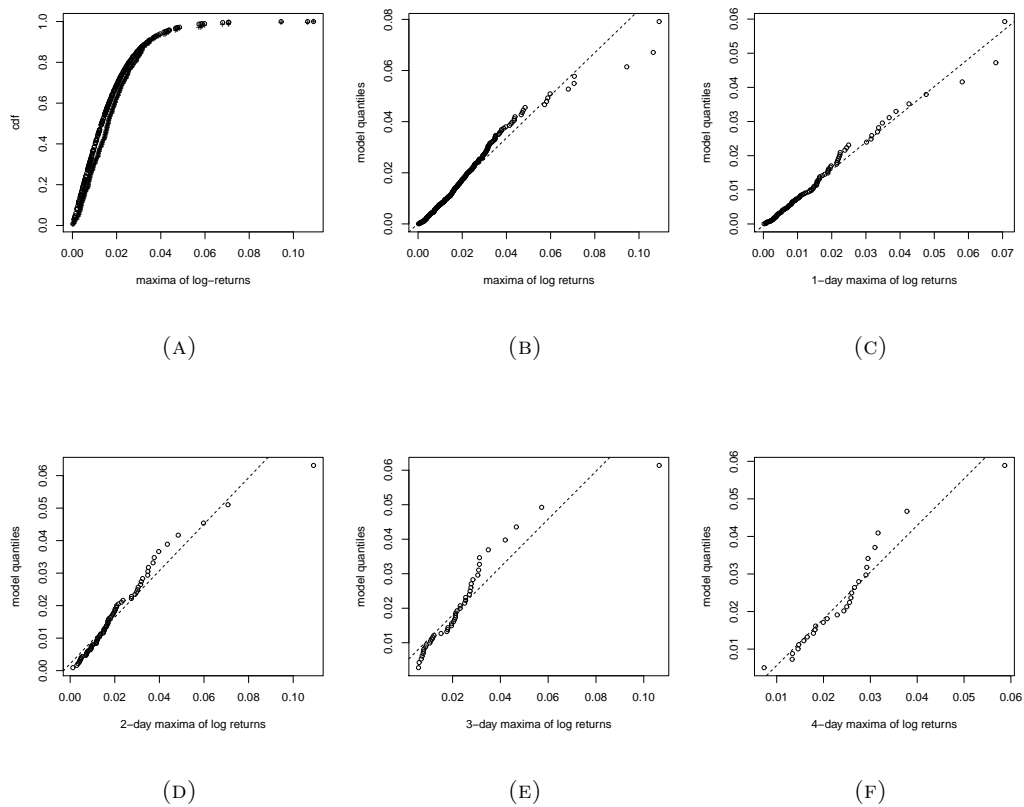 cdf
0.0 0.2 0.4 0.6 0.8 1.0
0.00 0.02 0.04 0.06 0.08 0.10
maxima of log−returns
(A)
model quantiles
0.00 0.02 0.04 0.06 0.08
0.00 0.02 0.04 0.06 0.08 0.10
maxima of log returns
(B)
model quantiles
0.00 0.01 0.02 0.03 0.04 0.05 0.06
0.00 0.01 0.02 0.03 0.04 0.05 0.06 0.07
1−day maxima of log returns
(C)
model quantiles
0.00 0.01 0.02 0.03 0.04 0.05 0.06
0.00 0.02 0.04 0.06 0.08 0.10
2−day maxima of log returns
(D)
model quantiles
0.01 0.02 0.03 0.04 0.05 0.06
0.02 0.04 0.06 0.08 0.10
3−day maxima of log returns
(E)
model quantiles
0.01 0.02 0.03 0.04 0.05 0.06
0.01 0.02 0.03 0.04 0.05 0.06
4−day maxima of log returns
(F)